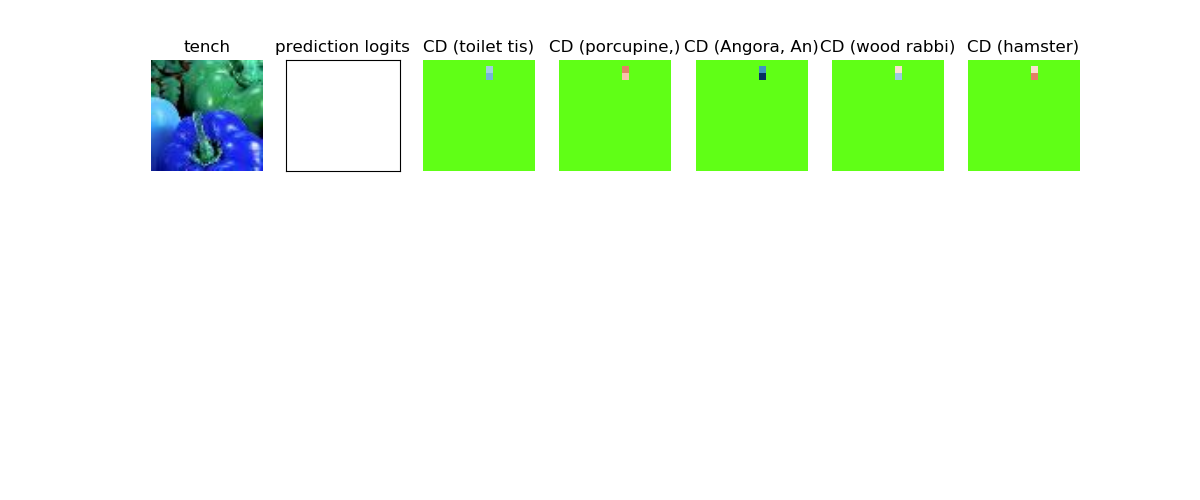 tench prediction logits CD (toilet tis) CD (porcupine,) CD (Angora, An) CD (wood rabbi) CD (hamster)